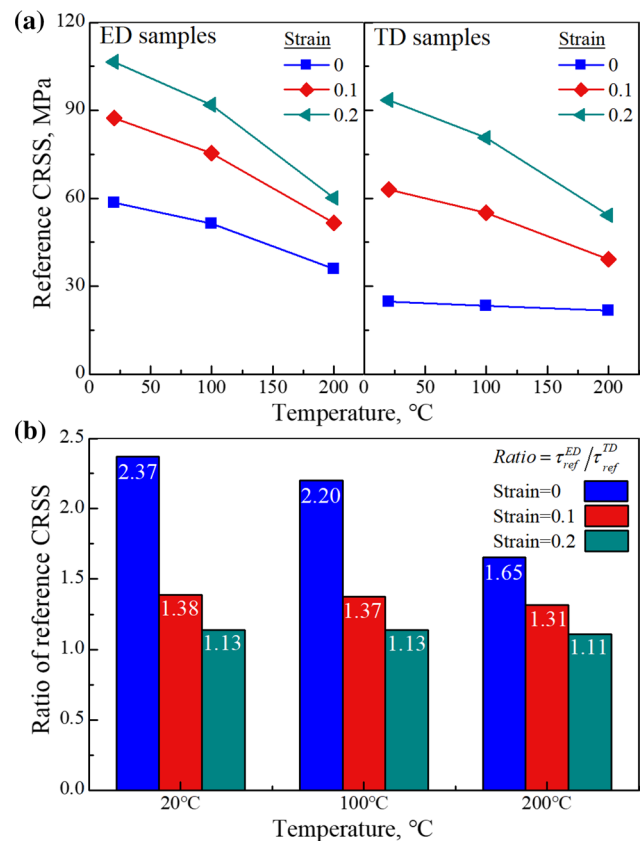 (a)
ED samples
Strain
0
0.1
0.2
TD samples
Strain
0
0.1
0.2
120
90
60
30
0
Reference CRSS, MPa
0 50 100 150 200 0 50 100 150 200
Temperature, °C
(b)
2.5
2.0
1.5
1.0
0.5
0.0
Ratio of reference CRSS
Ratio = τ_ref^ED / τ_ref^TD
Strain=0
Strain=0.1
Strain=0.2
2.37
1.38
1.13
2.20
1.37
1.13
1.65
1.31
1.11
20°C 100°C 200°C
Temperature, °C